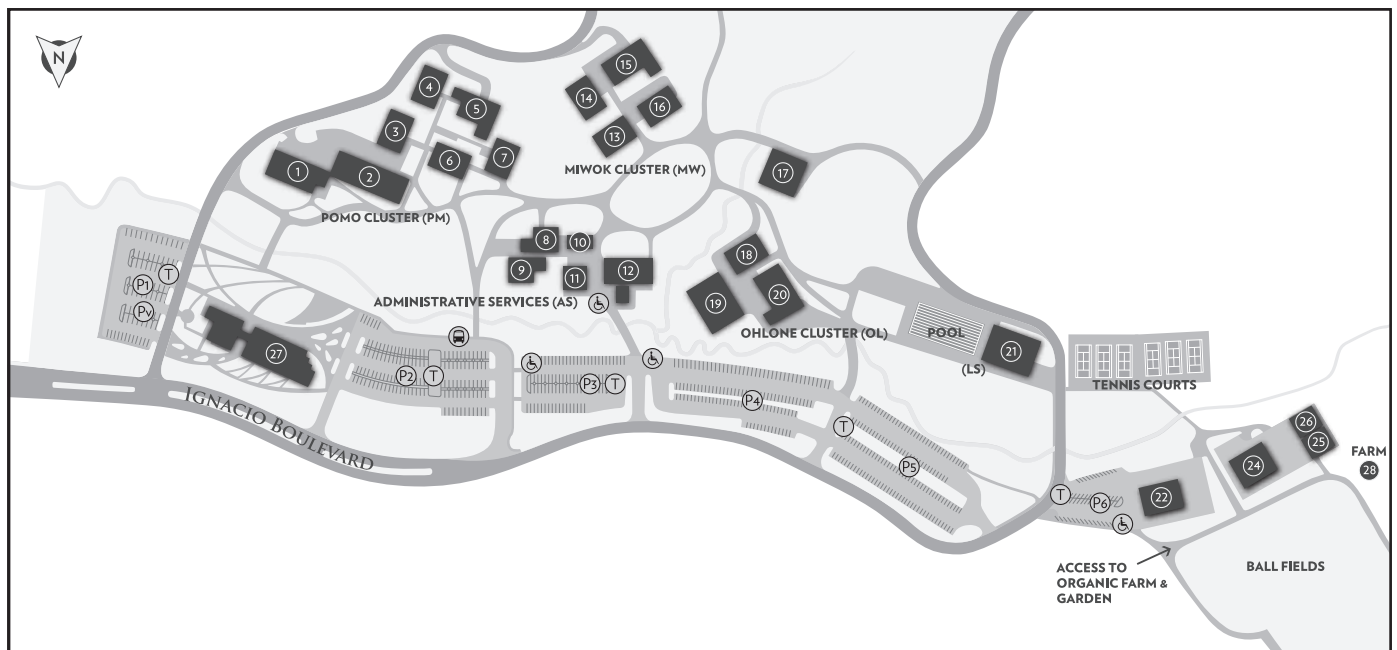 N
15
4
14
5
16
3
13
1
2
6
7
17
MIWOK CLUSTER (MW)
POMO CLUSTER (PM)
8
10
18
9
11
12
T
P1
19
20
ADMINISTRATIVE SERVICES (AS)
Pv
OHLONE CLUSTER (OL)
POOL
27
21
(LS)
TENNIS COURTS
P2
T
P3
T
P4
IGNACIO BOULEVARD
T
P5
26
25
24
FARM
28
T
P6
22
ACCESS TO
ORGANIC FARM &
GARDEN
BALL FIELDS